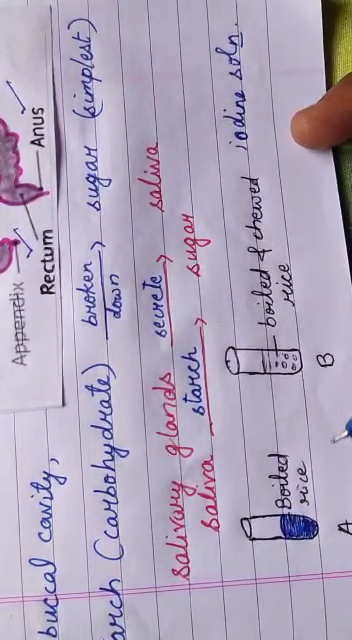 Appendix
Rectum
Anus
buccal cavity,
arch (carbohydrate) broken down → sugar (simplest)
salivary glands secrete → saliva
saliva starch → sugar
Boiled rice
boiled & chewed rice
iodine soln.
A
B